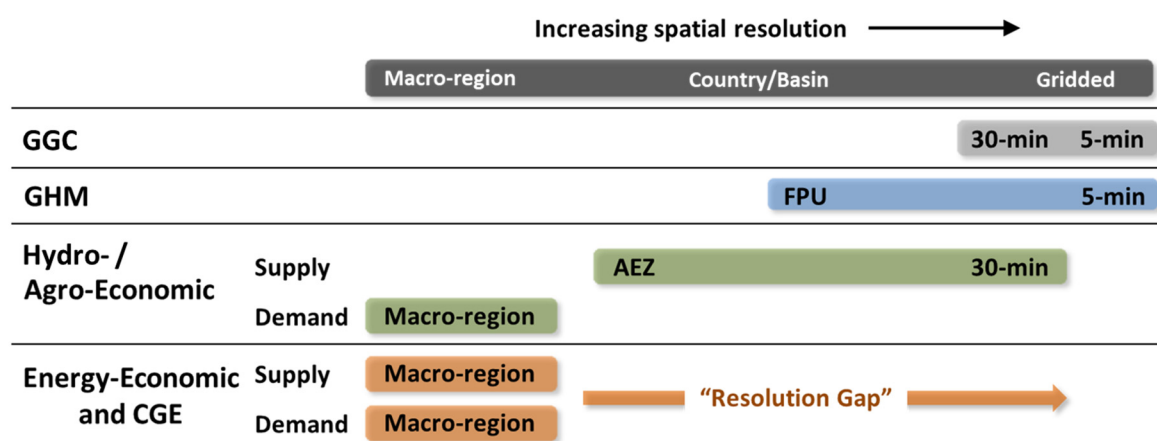 Increasing spatial resolution
Macro-region Country/Basin Gridded
GGC 30-min 5-min
GHM FPU 5-min
Hydro- /
Agro-Economic
Supply AEZ 30-min
Demand Macro-region
Energy-Economic
and CGE
Supply Macro-region
Demand Macro-region
“Resolution Gap”